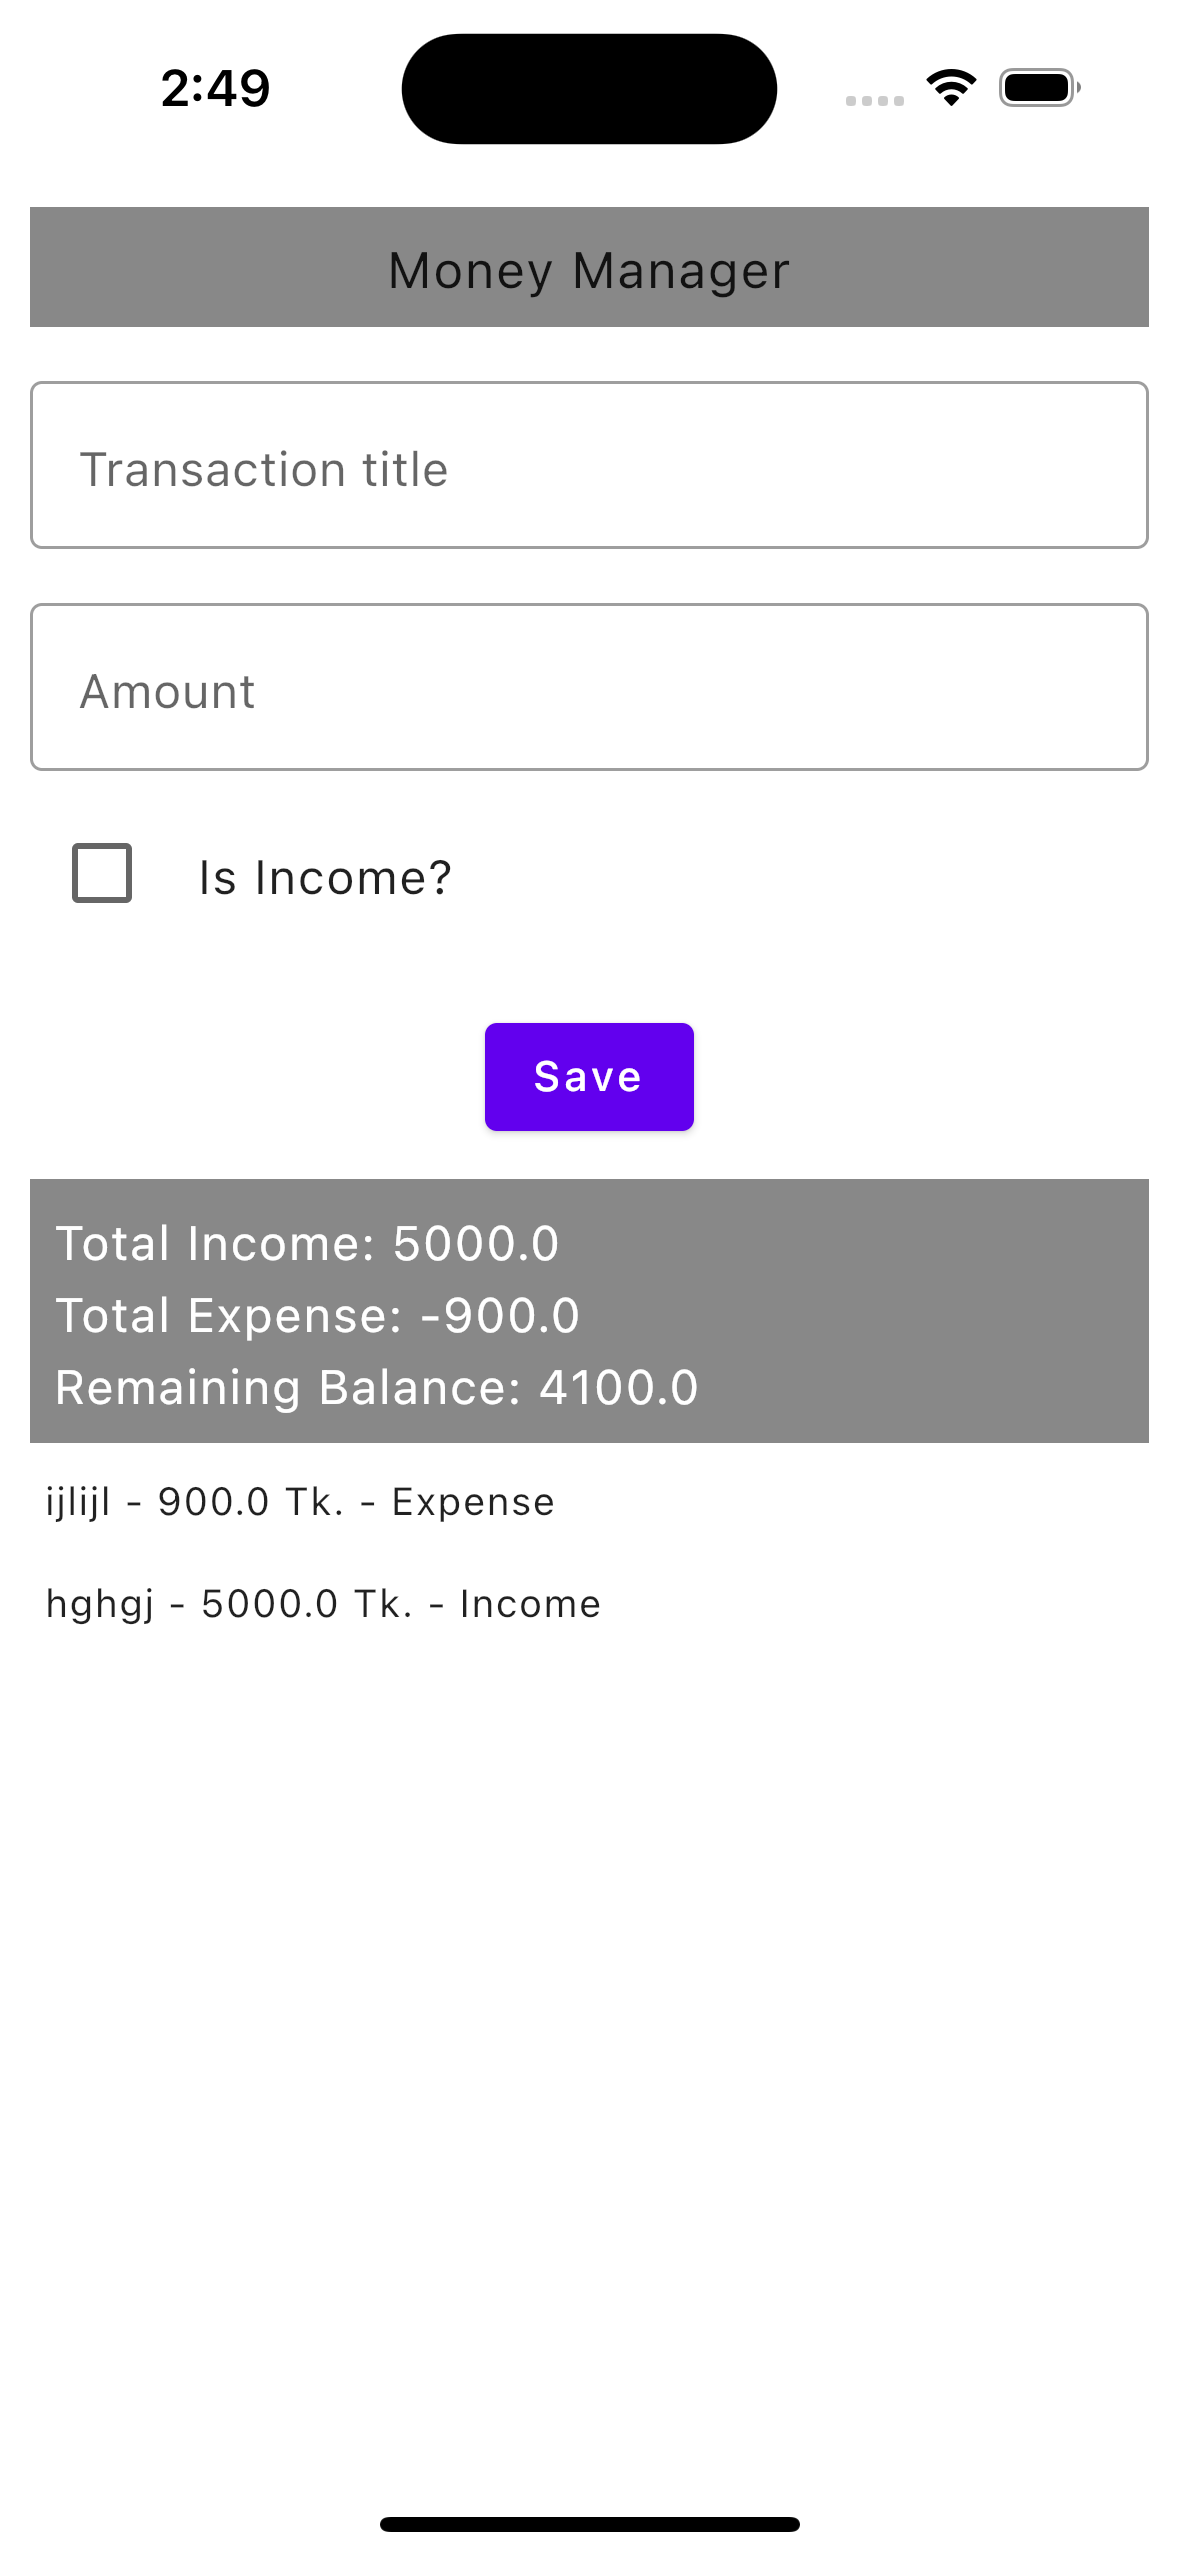 2:49
Money Manager
Transaction title
Amount
Is Income?
Save
Total Income: 5000.0
Total Expense: -900.0
Remaining Balance: 4100.0
ijlijl - 900.0 Tk. - Expense
hghgj - 5000.0 Tk. - Income